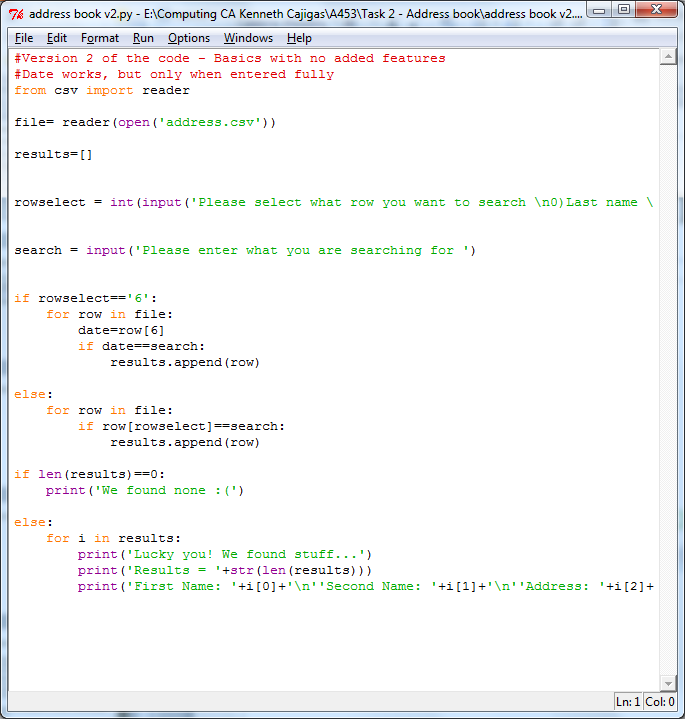 address book v2.py - E:\Computing CA Kenneth Cajigas\A453\Task 2 - Address book\address book v2....
File Edit Format Run Options Windows Help
#Version 2 of the code - Basics with no added features
#Date works, but only when entered fully
from csv import reader
file= reader(open('address.csv'))
results=[]
rowselect = int(input('Please select what row you want to search \n0)Last name \
search = input('Please enter what you are searching for ')
if rowselect=='6':
    for row in file:
        date=row[6]
        if date==search:
            results.append(row)
else:
    for row in file:
        if row[rowselect]==search:
            results.append(row)
if len(results)==0:
    print('We found none :(')
else:
    for i in results:
        print('Lucky you! We found stuff...')
        print('Results = '+str(len(results)))
        print('First Name: '+i[0]+'\n''Second Name: '+i[1]+'\n''Address: '+i[2]+
Ln: 1 Col: 0